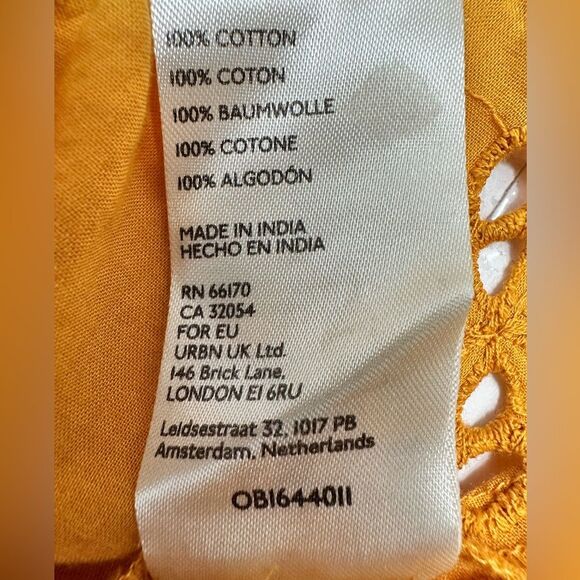 100% COTTON
100% COTON
100% BAUMWOLLE
100% COTONE
100% ALGODÓN
MADE IN INDIA
HECHO EN INDIA
RN 66170
CA 32054
FOR EU
URBN UK Ltd.
146 Brick Lane,
LONDON E1 6RU
Leidsestraat 32, 1017 PB
Amsterdam, Netherlands
OB1644011